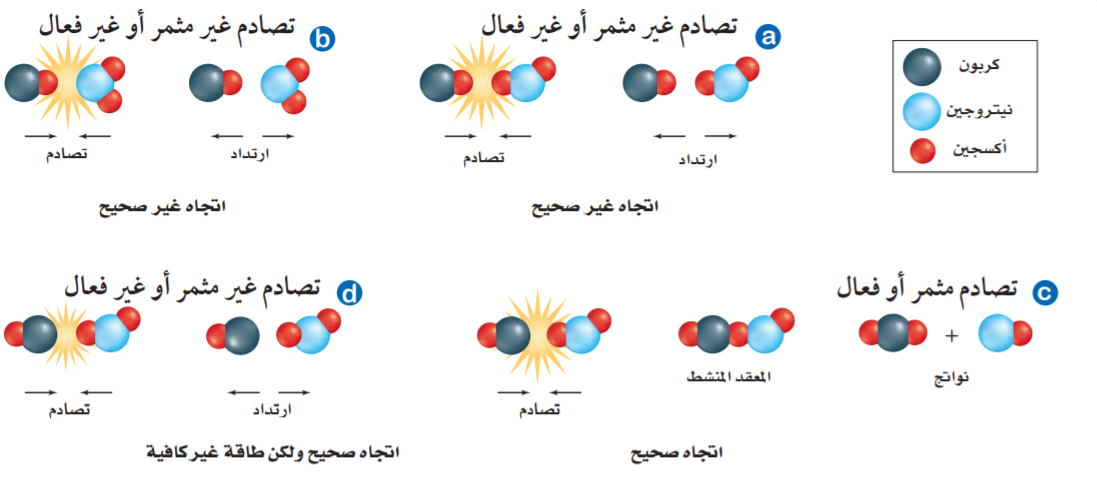 كربون
نيتروجين
أكسجين
a تصادم غير مثمر أو غير فعال
تصادم
ارتداد
اتجاه غير صحيح
b تصادم غير مثمر أو غير فعال
تصادم
ارتداد
اتجاه غير صحيح
c تصادم مثمر أو فعال
تصادم
المعقد المنشط
+
نواتج
اتجاه صحيح
d تصادم غير مثمر أو غير فعال
تصادم
ارتداد
اتجاه صحيح ولكن طاقة غير كافية